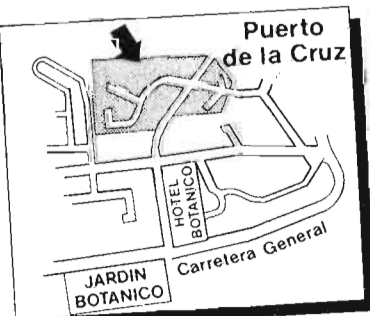 Puerto
de la Cruz
HOTEL
BOTANICO
Carretera General
JARDIN
BOTANICO